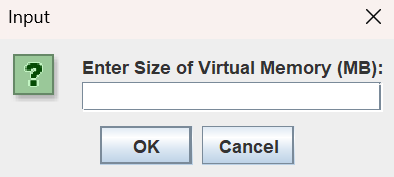 Input
?
Enter Size of Virtual Memory (MB):
OK
Cancel